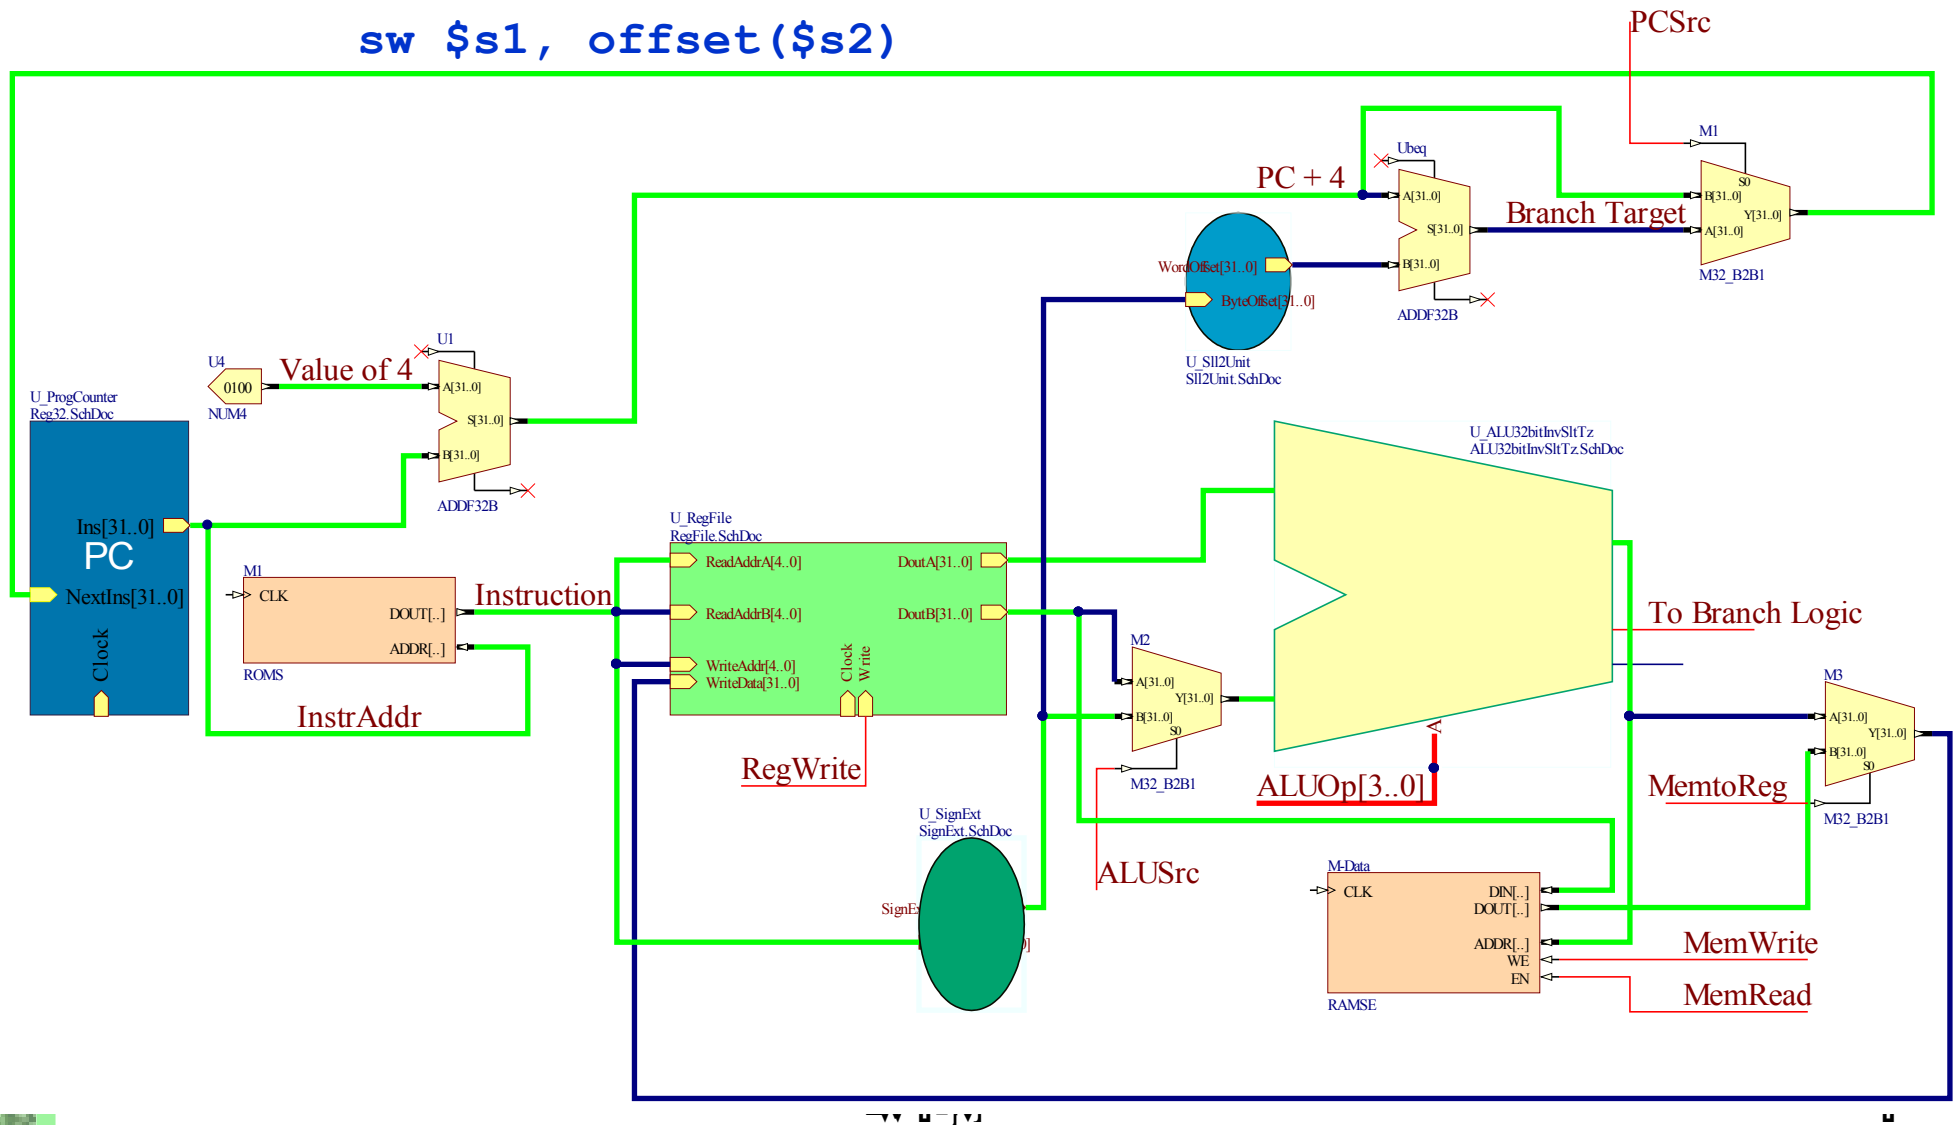 sw $s1, offset($s2)
PCSrc
M1
S0
B[31..0]
Y[31..0]
A[31..0]
M32_B2B1
Ubeq
PC + 4
A[31..0]
S[31..0]
B[31..0]
ADDF32B
Branch Target
WordOffset[31..0]
ByteOffset[31..0]
U_Sll2Unit
Sll2Unit.SchDoc
U1
U4
Value of 4
0100
NUM4
A[31..0]
S[31..0]
B[31..0]
ADDF32B
U_ProgCounter
Reg32.SchDoc
Ins[31..0]
PC
NextIns[31..0]
Clock
M1
CLK
DOUT[..]
ADDR[..]
ROMS
Instruction
InstrAddr
U_RegFile
RegFile.SchDoc
ReadAddrA[4..0]
DoutA[31..0]
ReadAddrB[4..0]
DoutB[31..0]
WriteAddr[4..0]
WriteData[31..0]
Clock
Write
RegWrite
M2
A[31..0]
Y[31..0]
B[31..0]
S0
M32_B2B1
ALUSrc
U_ALU32bitInvSltTz
ALU32bitInvSltTz.SchDoc
A
ALUOp[3..0]
To Branch Logic
M3
A[31..0]
Y[31..0]
B[31..0]
S0
MemtoReg
M32_B2B1
U_SignExt
SignExt.SchDoc
M-Data
CLK
DIN[..]
DOUT[..]
ADDR[..]
WE
EN
RAMSE
MemWrite
MemRead